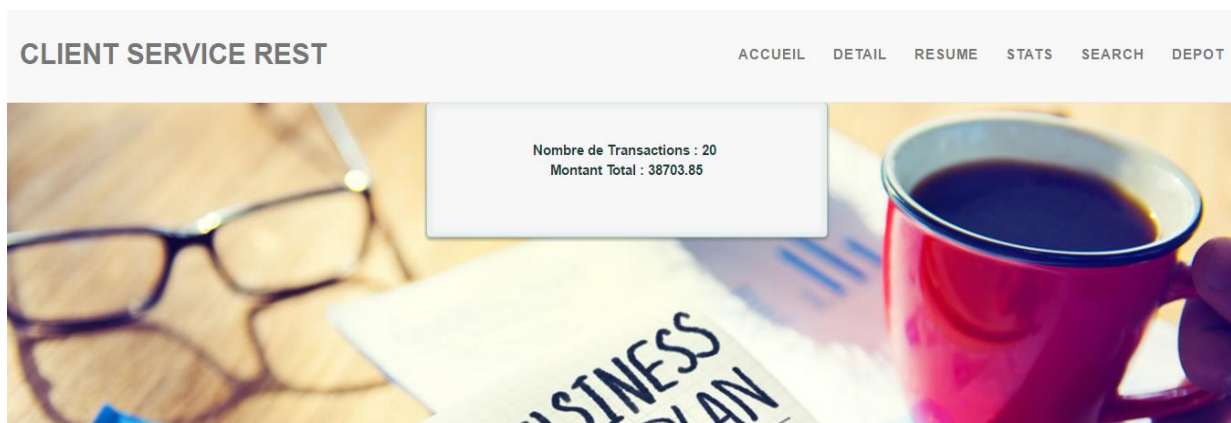 CLIENT SERVICE REST
ACCUEIL DETAIL RESUME STATS SEARCH DEPOT
Nombre de Transactions : 20
Montant Total : 38703.85
BUSINESS
PLAN